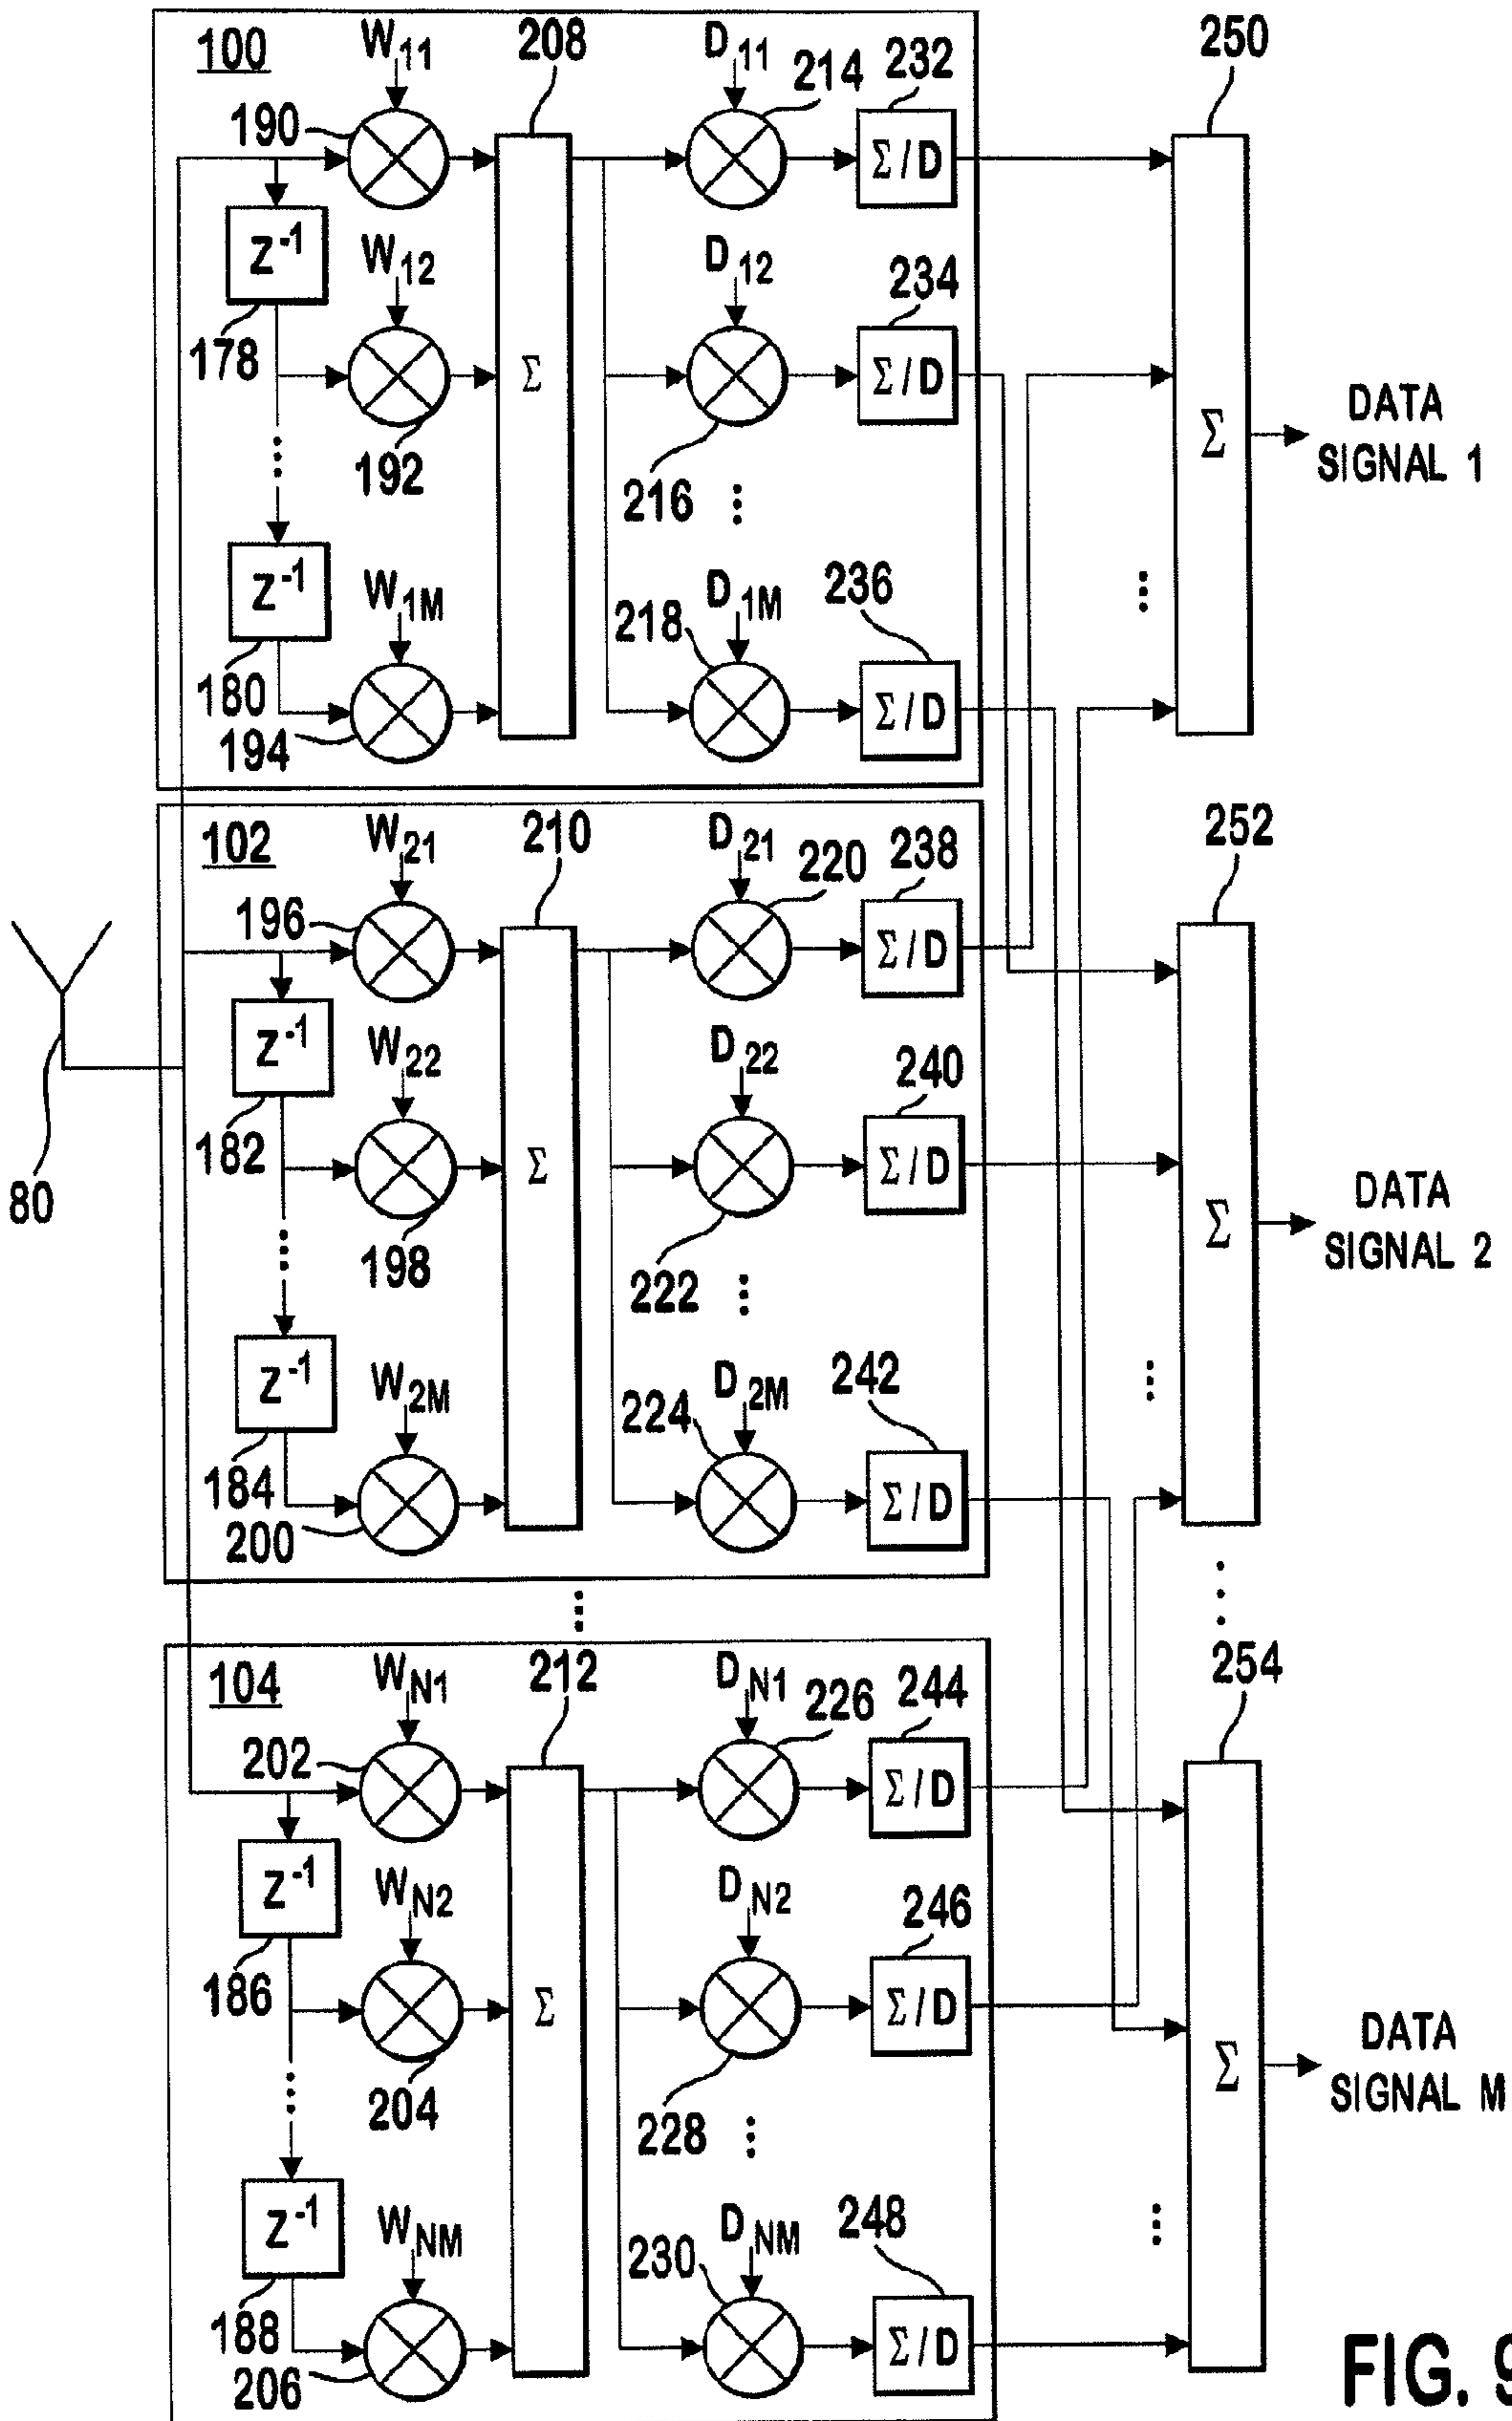 100 W11 208 D11 214 232 250
190
Σ/D
Z-1
W12 D12 234
178
Σ Σ/D
DATA
192 Σ SIGNAL 1
216
...
Z-1 W1M D1M 236
218
180 Σ/D
194
102 W21 210 D21 220 238 252
196
Σ/D
Z-1
W22 D22 240
182
80 Σ Σ/D
DATA
198 Σ SIGNAL 2
222
...
Z-1 W2M D2M 242
224
184 Σ/D
200
...
104 WN1 212 DN1 226 244 254
202
Σ/D
Z-1
WN2 DN2 246
186
Σ Σ/D
DATA
204 Σ SIGNAL M
228
...
Z-1 WNM DNM 248
230
188 Σ/D
206
FIG. 9